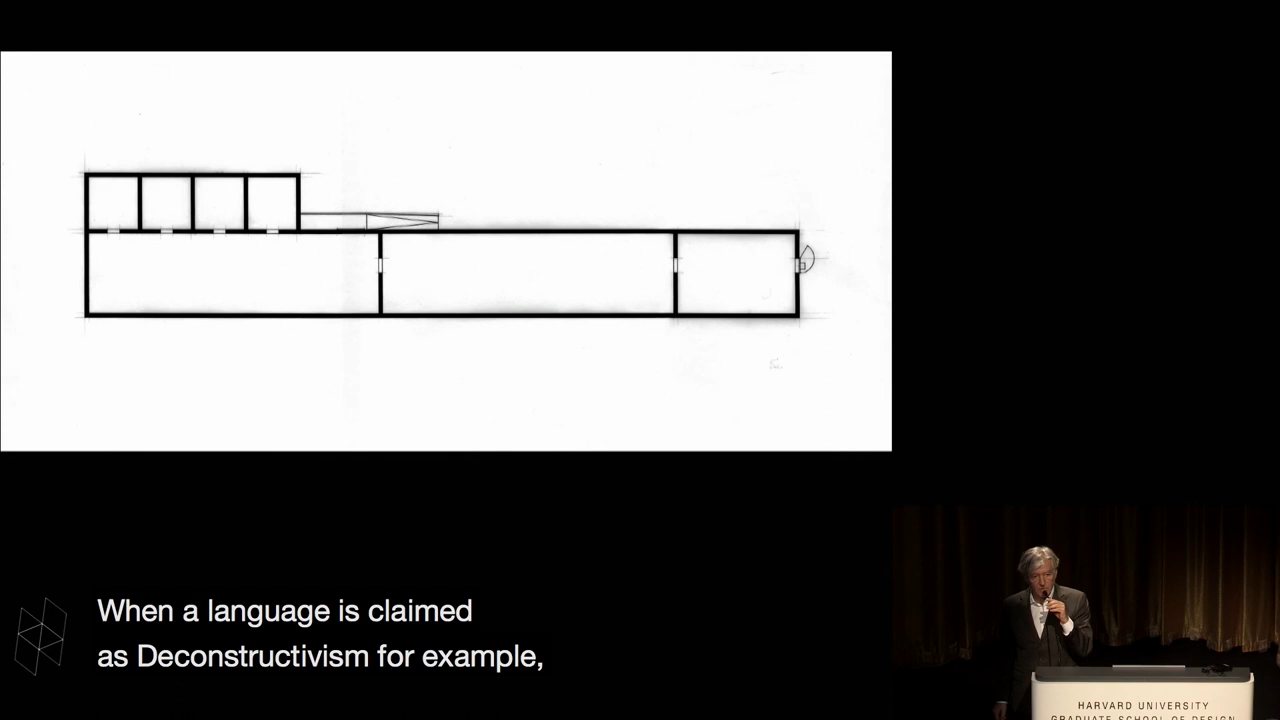 When a language is claimed
as Deconstructivism for example,
HARVARD UNIVERSITY
GRADUATE SCHOOL OF DESIGN